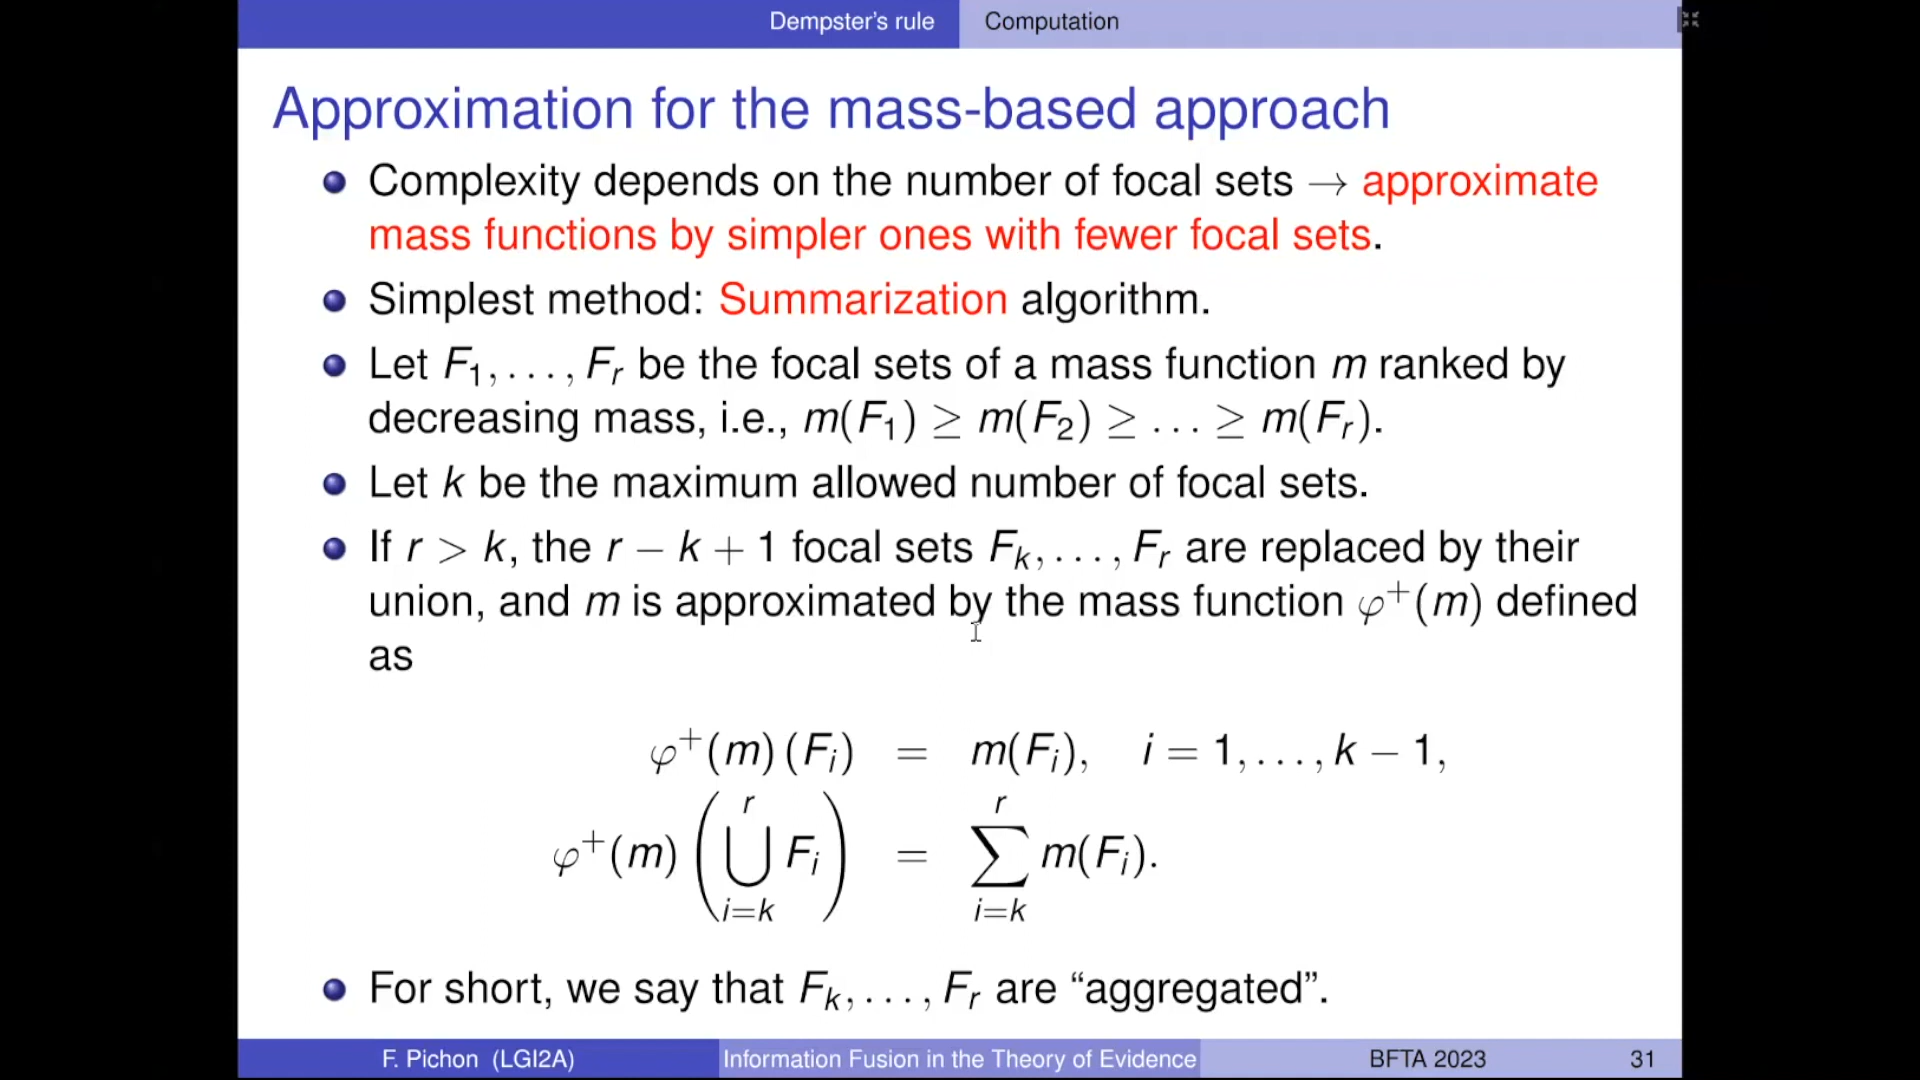 Dempster's rule Computation
Approximation for the mass-based approach
Complexity depends on the number of focal sets → approximate
mass functions by simpler ones with fewer focal sets.
Simplest method: Summarization algorithm.
Let F₁, . . . , Fᵣ be the focal sets of a mass function m ranked by
decreasing mass, i.e., m(F₁) ≥ m(F₂) ≥ . . . ≥ m(Fᵣ).
Let k be the maximum allowed number of focal sets.
If r > k, the r − k + 1 focal sets Fₖ, . . . , Fᵣ are replaced by their
union, and m is approximated by the mass function φ⁺(m) defined
as
φ⁺(m)(Fᵢ) = m(Fᵢ), i = 1, . . . , k − 1,
φ⁺(m)(⋃ᵢ₌ₖʳ Fᵢ) = ∑ᵢ₌ₖʳ m(Fᵢ).
For short, we say that Fₖ, . . . , Fᵣ are “aggregated”.
F. Pichon (LGI2A) Information Fusion in the Theory of Evidence BFTA 2023 31